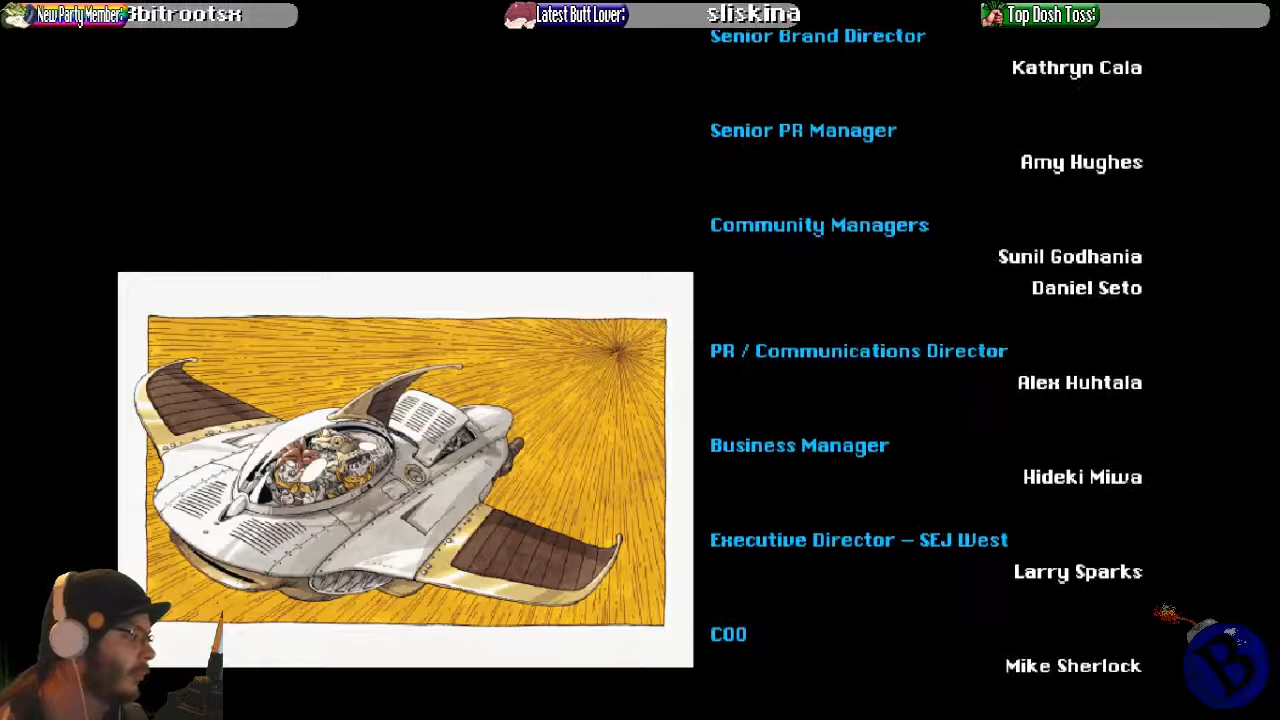 New Party Member:
3bitrootsx
Latest Butt Lover:
sliskina
Top Dosh Toss:
Senior Brand Director
Kathryn Cala
Senior PR Manager
Amy Hughes
Community Managers
Sunil Godhania
Daniel Seto
PR / Communications Director
Alex Huhtala
Business Manager
Hideki Miwa
Executive Director – SEJ West
Larry Sparks
COO
Mike Sherlock
B